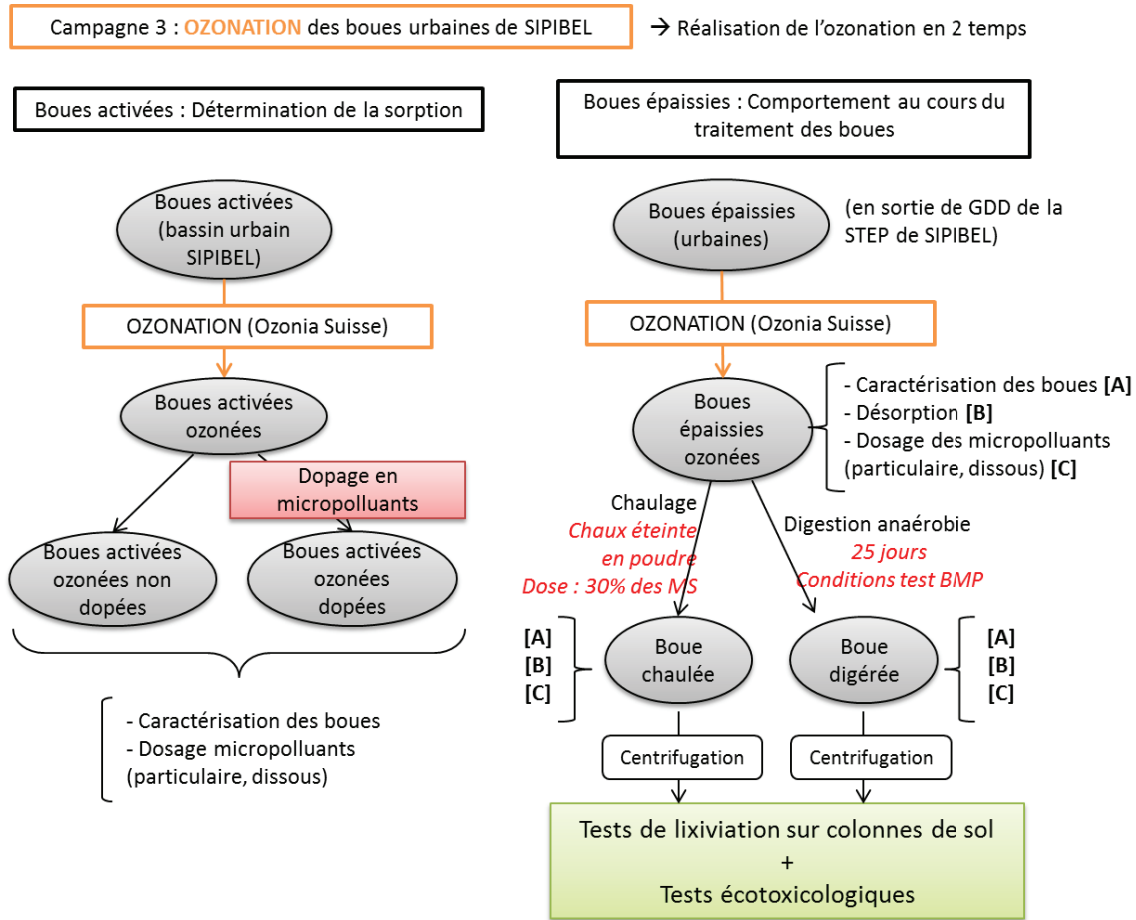 Campagne 3 : OZONATION des boues urbaines de SIPIBEL
→ Réalisation de l'ozonation en 2 temps
Boues activées : Détermination de la sorption
Boues activées
(bassin urbain
SIPIBEL)
OZONATION (Ozonia Suisse)
Boues activées
ozonées
Dopage en
micropolluants
Boues activées
ozonées non
dopées
Boues activées
ozonées
dopées
- Caractérisation des boues
- Dosage micropolluants
(particulaire, dissous)
Boues épaissies : Comportement au cours du
traitement des boues
Boues épaissies
(urbaines)
(en sortie de GDD de la
STEP de SIPIBEL)
OZONATION (Ozonia Suisse)
Boues
épaissies
ozonées
- Caractérisation des boues [A]
- Désorption [B]
- Dosage des micropolluants
(particulaire, dissous) [C]
Chaulage
Chaux éteinte
en poudre
Dose : 30% des MS
Digestion anaérobie
25 jours
Conditions test BMP
[A]
[B]
[C]
Boue
chaulée
Boue
digérée
[A]
[B]
[C]
Centrifugation
Centrifugation
Tests de lixiviation sur colonnes de sol
+
Tests écotoxicologiques